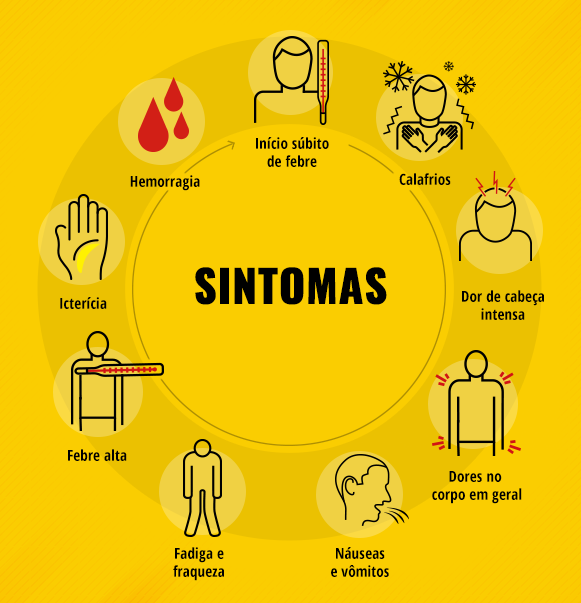 SINTOMAS
Início súbito
de febre
Calafrios
Dor de cabeça
intensa
Dores no
corpo em geral
Náuseas
e vômitos
Fadiga e
fraqueza
Febre alta
Icterícia
Hemorragia